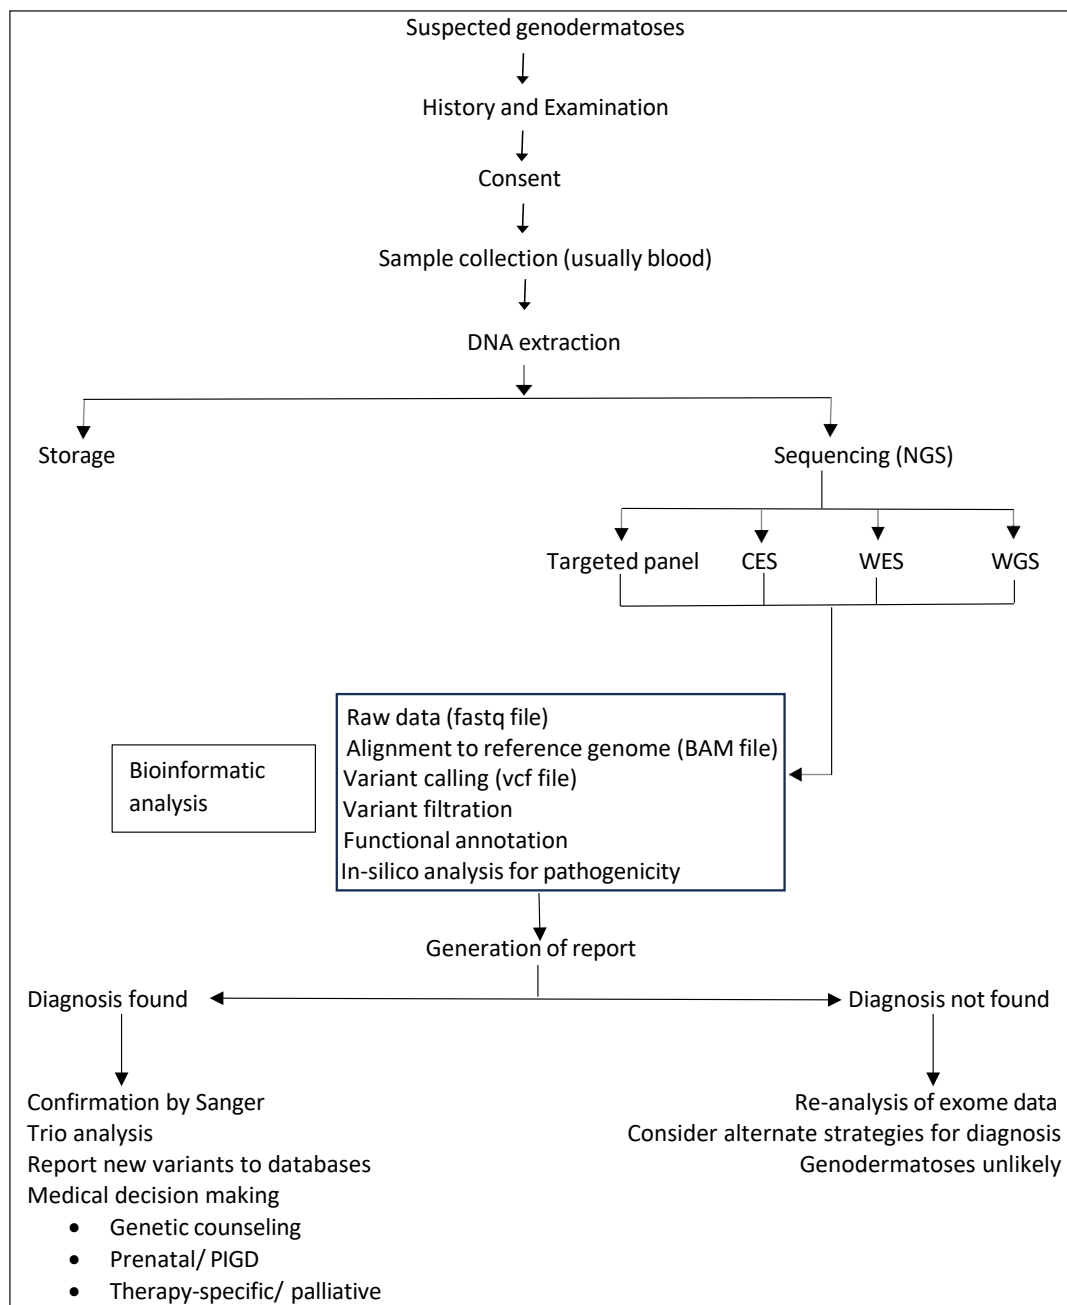 Suspected genodermatoses
History and Examination
Consent
Sample collection (usually blood)
DNA extraction
Storage
Sequencing (NGS)
Targeted panel
CES
WES
WGS
Bioinformatic
analysis
Raw data (fastq file)
Alignment to reference genome (BAM file)
Variant calling (vcf file)
Variant filtration
Functional annotation
In-silico analysis for pathogenicity
Generation of report
Diagnosis found
Diagnosis not found
Confirmation by Sanger
Trio analysis
Report new variants to databases
Medical decision making
• Genetic counseling
• Prenatal/ PIGD
• Therapy-specific/ palliative
Re-analysis of exome data
Consider alternate strategies for diagnosis
Genodermatoses unlikely